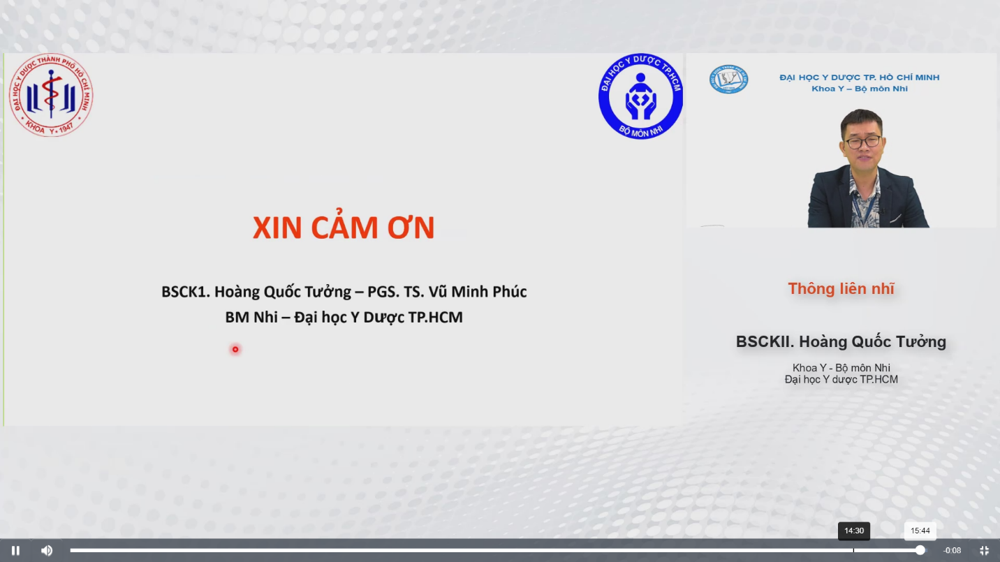 ĐẠI HỌC Y DƯỢC THÀNH PHỐ HỒ CHÍ MINH
KHOA Y • 1947
ĐẠI HỌC Y DƯỢC TP.HCM
BỘ MÔN NHI
ĐẠI HỌC Y DƯỢC TP. HỒ CHÍ MINH
Khoa Y – Bộ môn Nhi
XIN CẢM ƠN
BSCK1. Hoàng Quốc Tưởng – PGS. TS. Vũ Minh Phúc
BM Nhi – Đại học Y Dược TP.HCM
Thông liên nhĩ
BSCKII. Hoàng Quốc Tưởng
Khoa Y - Bộ môn Nhi
Đại học Y dược TP.HCM
14:30
15:44
-0:08